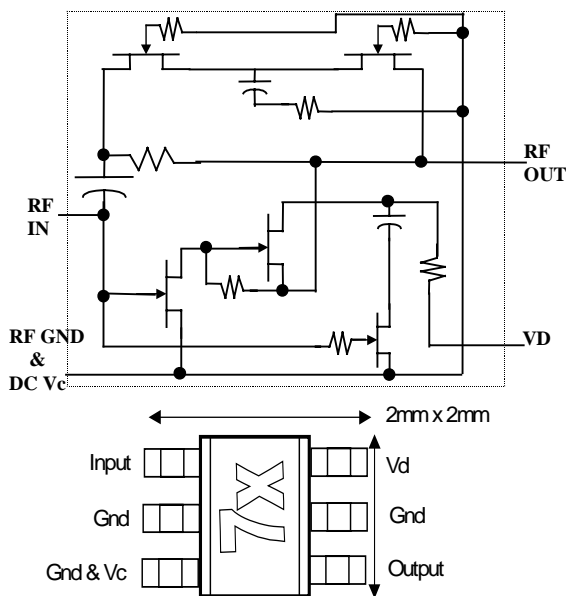 RF
OUT
RF
IN
RF GND
&
DC Vc
VD
2mm x 2mm
Input
Vd
Gnd
7x
Gnd
Gnd & Vc
Output